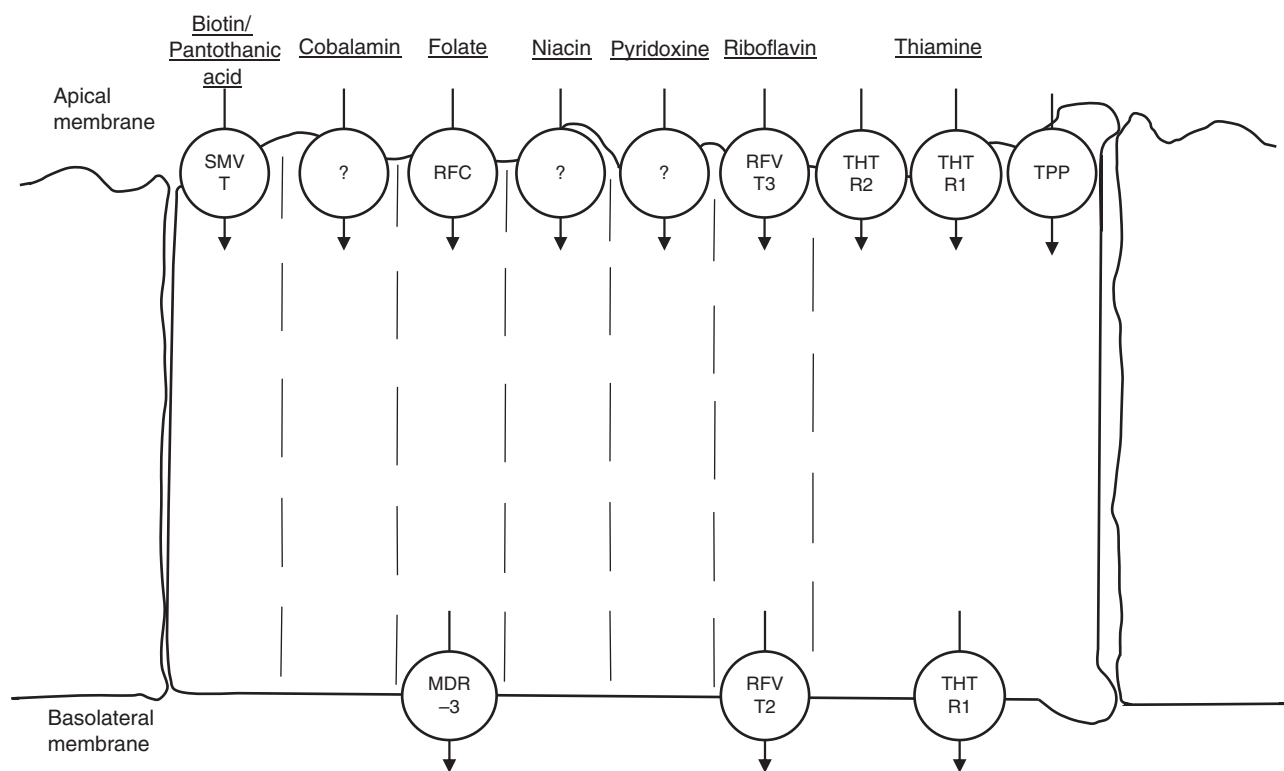 Biotin/
Pantothanic
acid
Cobalamin
Folate
Niacin
Pyridoxine
Riboflavin
Thiamine
Apical
membrane
SMV
T
?
RFC
?
?
RFV
T3
THT
R2
THT
R1
TPP
MDR
–3
RFV
T2
THT
R1
Basolateral
membrane